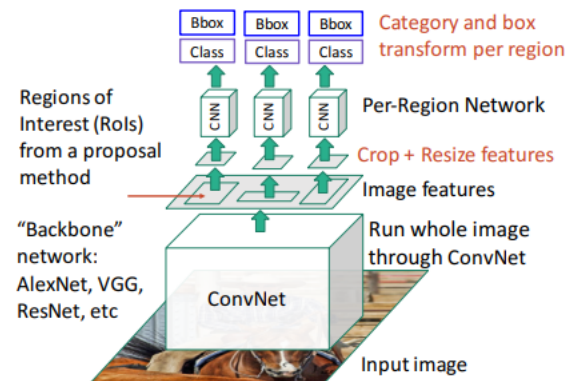 Bbox Bbox Bbox
Class Class Class
Category and box
transform per region
Regions of
Interest (RoIs)
from a proposal
method
CNN CNN CNN
Per-Region Network
Crop + Resize features
Image features
“Backbone”
network:
AlexNet, VGG,
ResNet, etc
Run whole image
through ConvNet
ConvNet
Input image